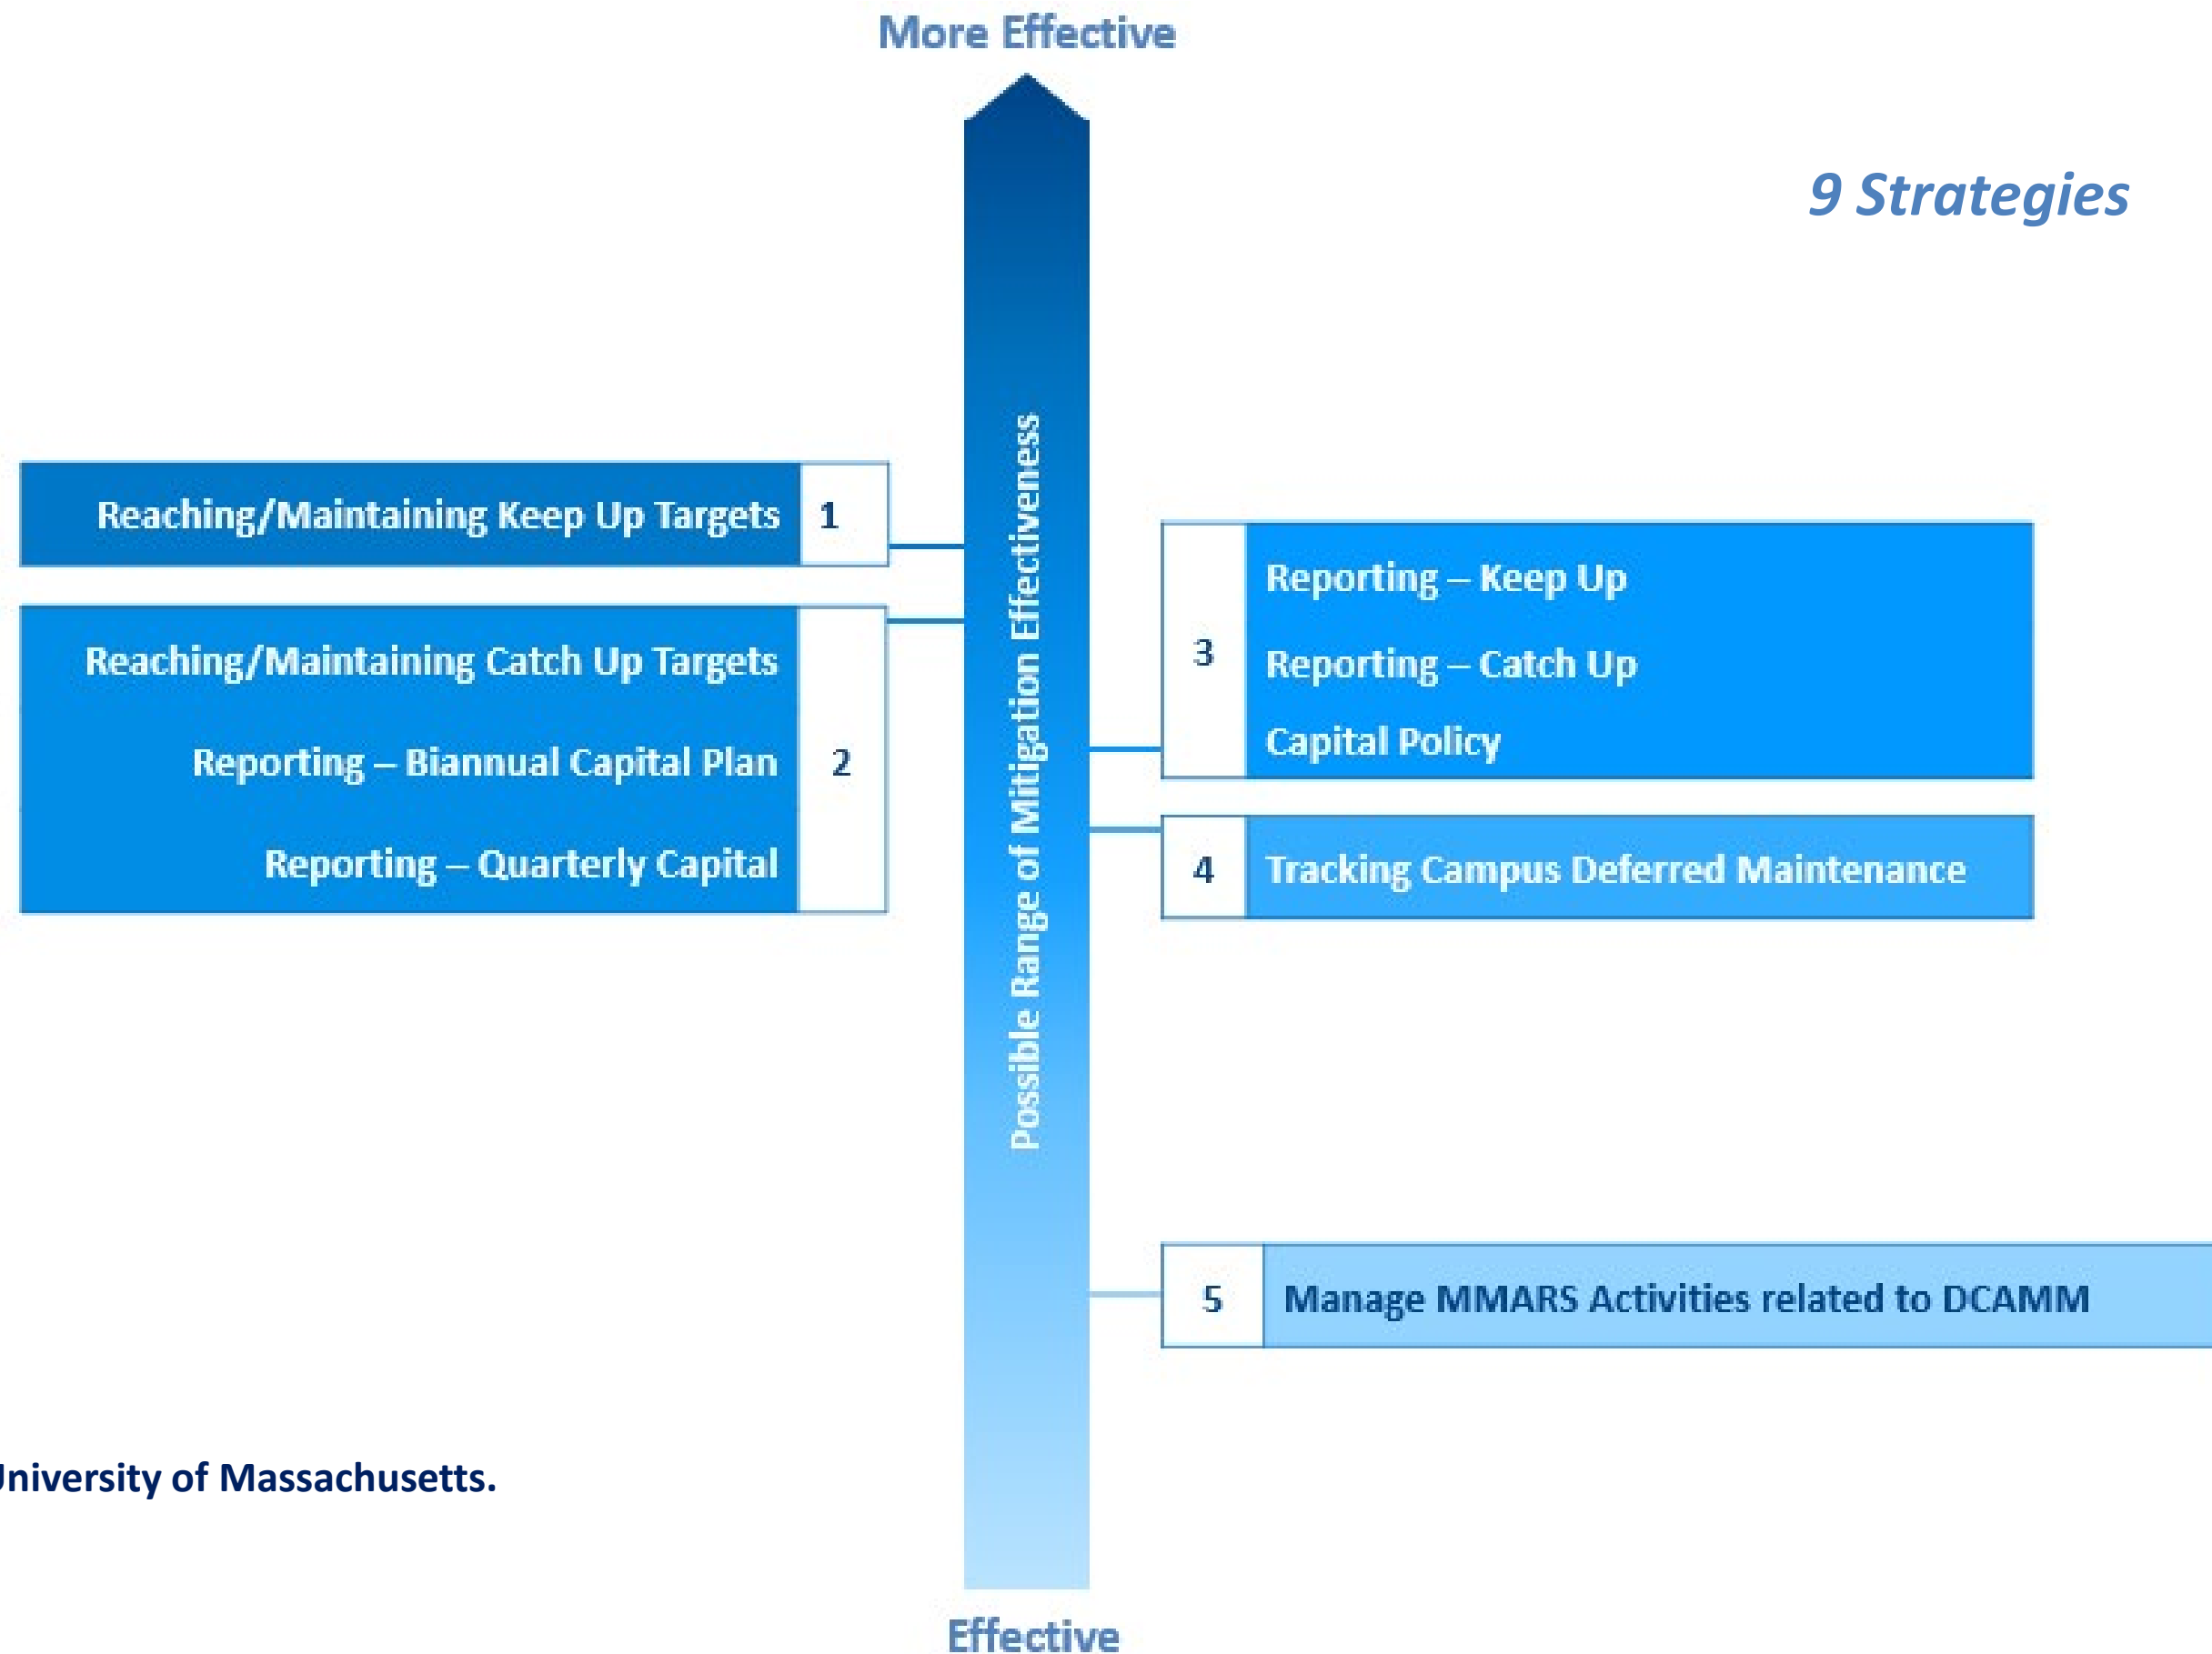 More Effective
9 Strategies
Reaching/Maintaining Keep Up Targets 1
Reaching/Maintaining Catch Up Targets
Reporting – Biannual Capital Plan 2
Reporting – Quarterly Capital
Possible Range of Mitigation Effectiveness
Reporting – Keep Up
3 Reporting – Catch Up
Capital Policy
4 Tracking Campus Deferred Maintenance
5 Manage MMARS Activities related to DCAMM
University of Massachusetts.
Effective